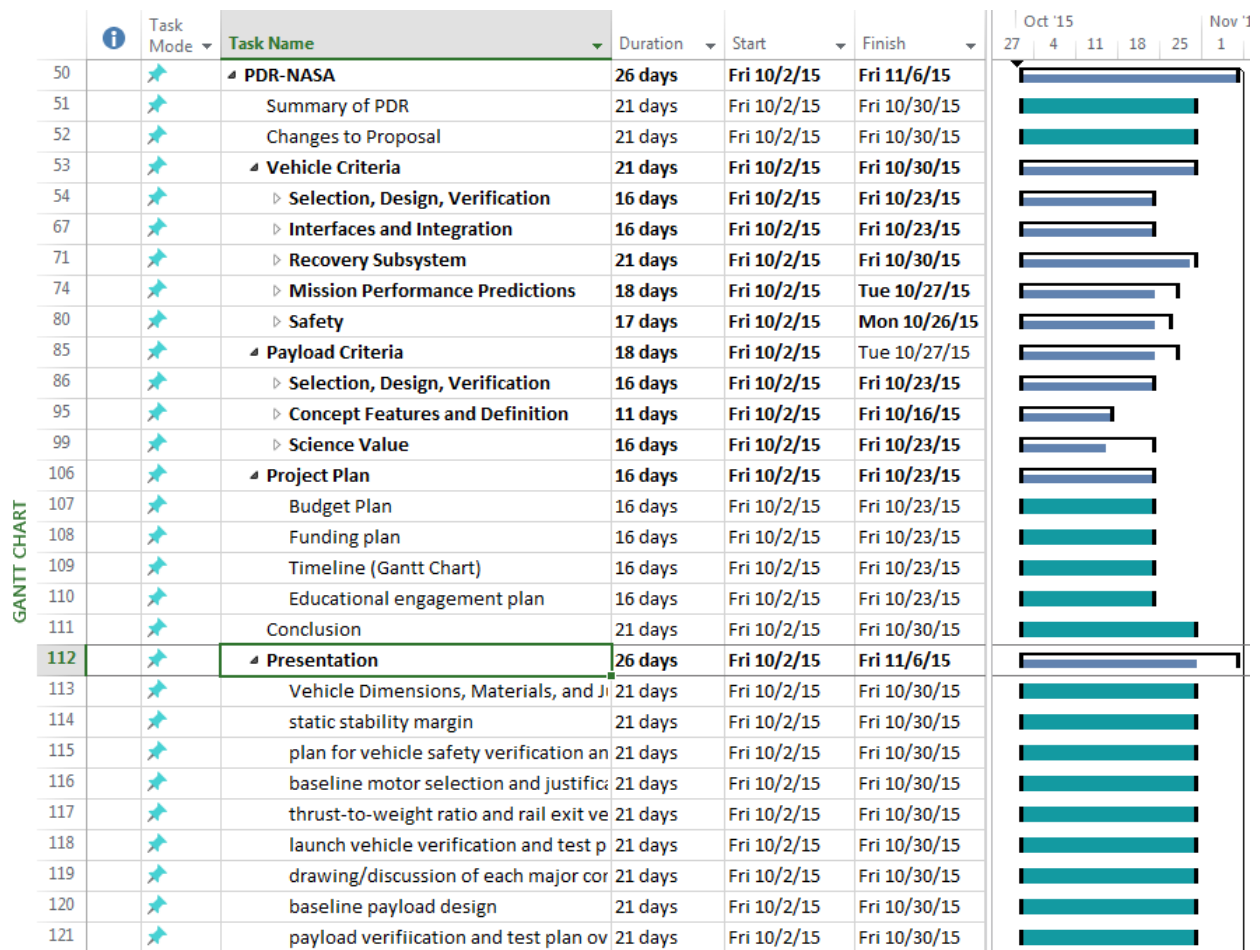 Task Mode Task Name Duration Start Finish Oct '15 Nov '1
27 4 11 18 25 1
50 PDR-NASA 26 days Fri 10/2/15 Fri 11/6/15
51 Summary of PDR 21 days Fri 10/2/15 Fri 10/30/15
52 Changes to Proposal 21 days Fri 10/2/15 Fri 10/30/15
53 Vehicle Criteria 21 days Fri 10/2/15 Fri 10/30/15
54 Selection, Design, Verification 16 days Fri 10/2/15 Fri 10/23/15
67 Interfaces and Integration 16 days Fri 10/2/15 Fri 10/23/15
71 Recovery Subsystem 21 days Fri 10/2/15 Fri 10/30/15
74 Mission Performance Predictions 18 days Fri 10/2/15 Tue 10/27/15
80 Safety 17 days Fri 10/2/15 Mon 10/26/15
85 Payload Criteria 18 days Fri 10/2/15 Tue 10/27/15
86 Selection, Design, Verification 16 days Fri 10/2/15 Fri 10/23/15
95 Concept Features and Definition 11 days Fri 10/2/15 Fri 10/16/15
99 Science Value 16 days Fri 10/2/15 Fri 10/23/15
106 Project Plan 16 days Fri 10/2/15 Fri 10/23/15
107 Budget Plan 16 days Fri 10/2/15 Fri 10/23/15
108 Funding plan 16 days Fri 10/2/15 Fri 10/23/15
109 Timeline (Gantt Chart) 16 days Fri 10/2/15 Fri 10/23/15
110 Educational engagement plan 16 days Fri 10/2/15 Fri 10/23/15
111 Conclusion 21 days Fri 10/2/15 Fri 10/30/15
112 Presentation 26 days Fri 10/2/15 Fri 11/6/15
113 Vehicle Dimensions, Materials, and Ju 21 days Fri 10/2/15 Fri 10/30/15
114 static stability margin 21 days Fri 10/2/15 Fri 10/30/15
115 plan for vehicle safety verification an 21 days Fri 10/2/15 Fri 10/30/15
116 baseline motor selection and justifica 21 days Fri 10/2/15 Fri 10/30/15
117 thrust-to-weight ratio and rail exit ve 21 days Fri 10/2/15 Fri 10/30/15
118 launch vehicle verification and test p 21 days Fri 10/2/15 Fri 10/30/15
119 drawing/discussion of each major cor 21 days Fri 10/2/15 Fri 10/30/15
120 baseline payload design 21 days Fri 10/2/15 Fri 10/30/15
121 payload verifiication and test plan ov 21 days Fri 10/2/15 Fri 10/30/15
GANTT CHART